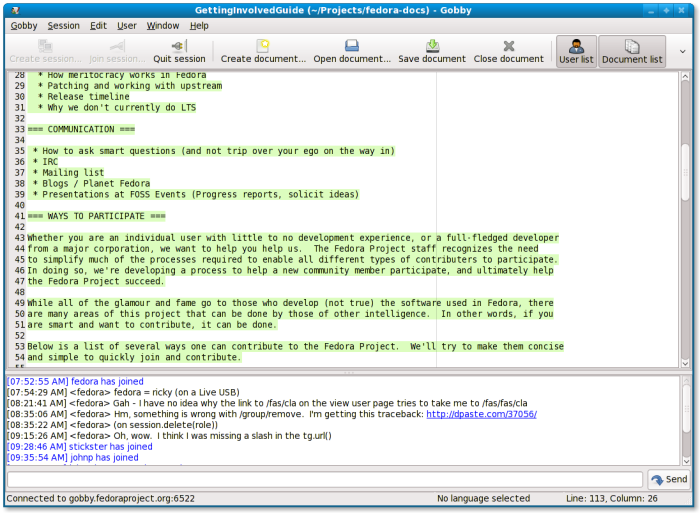 GettingInvolvedGuide (~/Projects/fedora-docs) - Gobby
Gobby Session Edit User Window Help
Create session... Join session... Quit session Create document... Open document... Save document Close document User list Document list
28 * How meritocracy works in Fedora
29 * Patching and working with upstream
30 * Release timeline
31 * Why we don't currently do LTS
32
33 === COMMUNICATION ===
34
35 * How to ask smart questions (and not trip over your ego on the way in)
36 * IRC
37 * Mailing list
38 * Blogs / Planet Fedora
39 * Presentations at FOSS Events (Progress reports, solicit ideas)
40
41 === WAYS TO PARTICIPATE ===
42
43 Whether you are an individual user with little to no development experience, or a full-fledged developer
44 from a major corporation, we want to help you help us.  The Fedora Project staff recognizes the need
45 to simplify much of the processes required to enable all different types of contributers to participate.
46 In doing so, we're developing a process to help a new community member participate, and ultimately help
47 the Fedora Project succeed.
48
49 While all of the glamour and fame go to those who develop (not true) the software used in Fedora, there
50 are many areas of this project that can be done by those of other intelligence.  In other words, if you
51 are smart and want to contribute, it can be done.
52
53 Below is a list of several ways one can contribute to the Fedora Project.  We'll try to make them concise
54 and simple to quickly join and contribute.
55
[07:52:55 AM] fedora has joined
[07:54:29 AM] <fedora> fedora = ricky (on a Live USB)
[08:21:41 AM] <fedora> Gah - I have no idea why the link to /fas/cla on the view user page tries to take me to /fas/fas/cla
[08:35:06 AM] <fedora> Hm, something is wrong with /group/remove.  I'm getting this traceback: http://dpaste.com/37056/
[08:35:22 AM] <fedora> (on session.delete(role))
[09:15:26 AM] <fedora> Oh, wow.  I think I was missing a slash in the tg.url()
[09:28:46 AM] stickster has joined
[09:35:54 AM] johnp has joined
Send
Connected to gobby.fedoraproject.org:6522 No language selected Line: 113, Column: 26